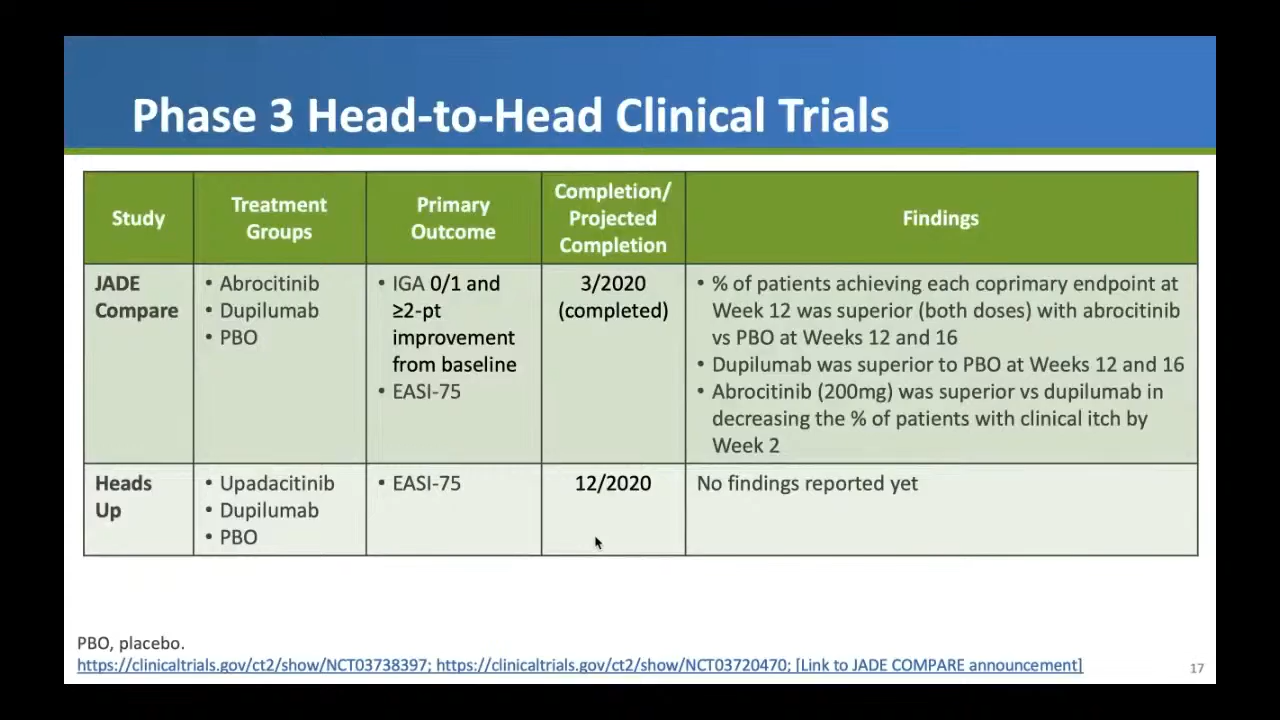 Phase 3 Head-to-Head Clinical Trials
Study
Treatment
Groups
Primary
Outcome
Completion/
Projected
Completion
Findings
JADE
Compare
• Abrocitinib
• Dupilumab
• PBO
• IGA 0/1 and
≥2-pt
improvement
from baseline
• EASI-75
3/2020
(completed)
• % of patients achieving each coprimary endpoint at
Week 12 was superior (both doses) with abrocitinib
vs PBO at Weeks 12 and 16
• Dupilumab was superior to PBO at Weeks 12 and 16
• Abrocitinib (200mg) was superior vs dupilumab in
decreasing the % of patients with clinical itch by
Week 2
Heads
Up
• Upadacitinib
• Dupilumab
• PBO
• EASI-75
12/2020
No findings reported yet
PBO, placebo.
https://clinicaltrials.gov/ct2/show/NCT03738397; https://clinicaltrials.gov/ct2/show/NCT03720470; [Link to JADE COMPARE announcement]
17